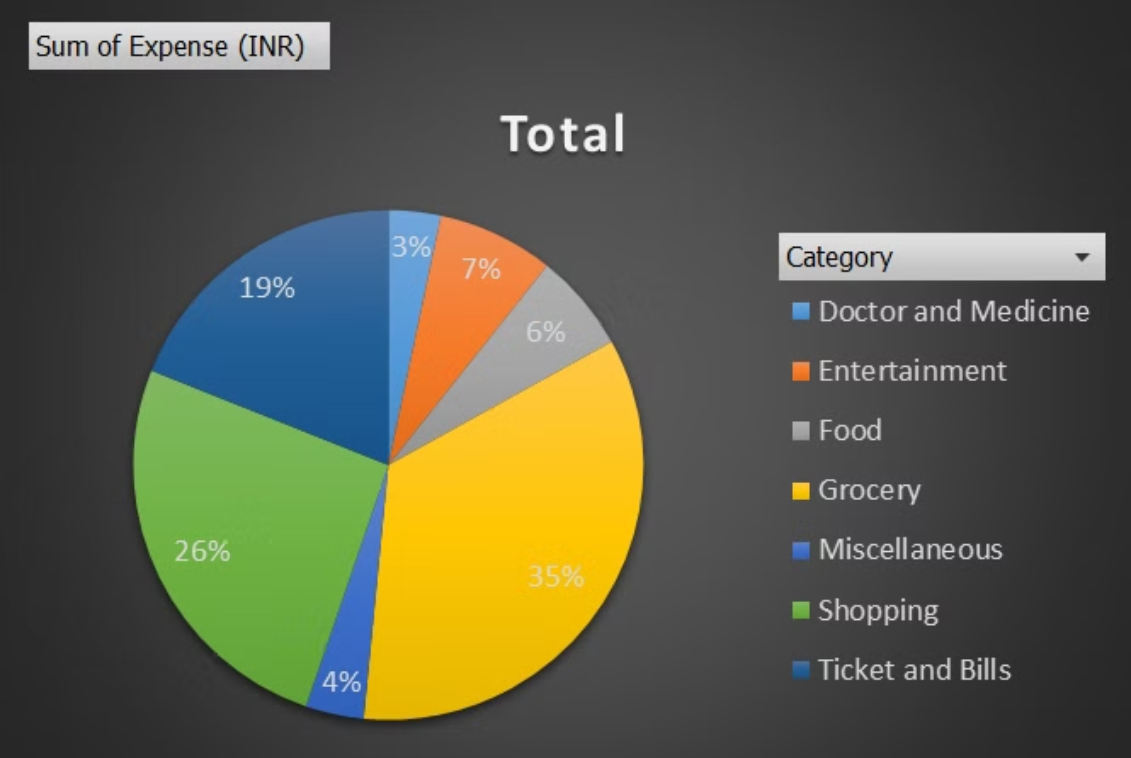 Sum of Expense (INR)
Total
3%
7%
6%
19%
26%
35%
4%
Category
Doctor and Medicine
Entertainment
Food
Grocery
Miscellaneous
Shopping
Ticket and Bills